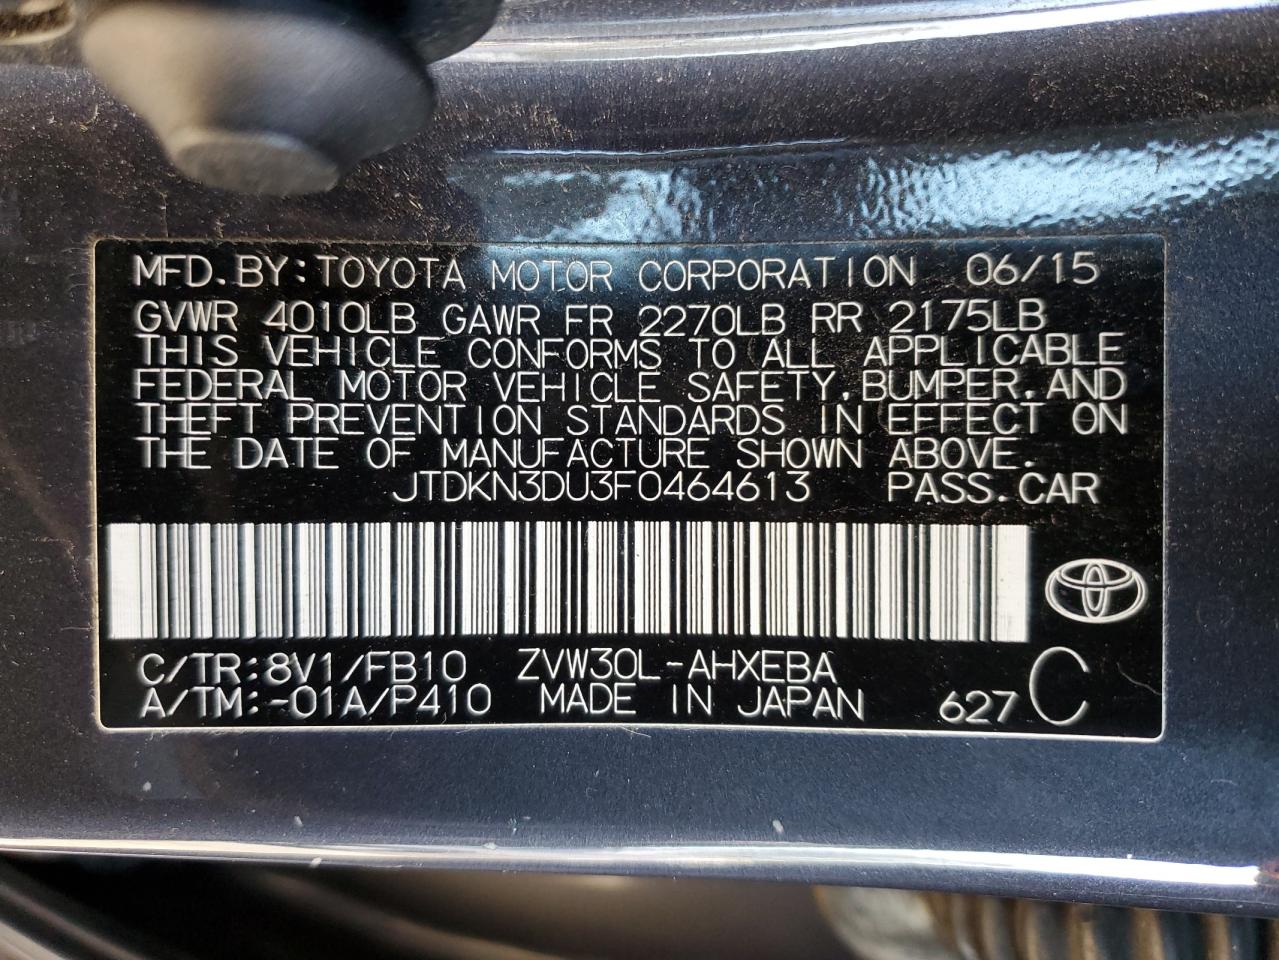 MFD.BY:TOYOTA MOTOR CORPORATION 06/15
GVWR 4010LB GAWR FR 2270LB RR 2175LB
THIS VEHICLE CONFORMS TO ALL APPLICABLE
FEDERAL MOTOR VEHICLE SAFETY,BUMPER,AND
THEFT PREVENTION STANDARDS IN EFFECT ON
THE DATE OF MANUFACTURE SHOWN ABOVE.
JTDKN3DU3F0464613 PASS.CAR
C/TR:8V1/FB10 ZVW30L-AHXEBA
A/TM:-01A/P410 MADE IN JAPAN 627 C